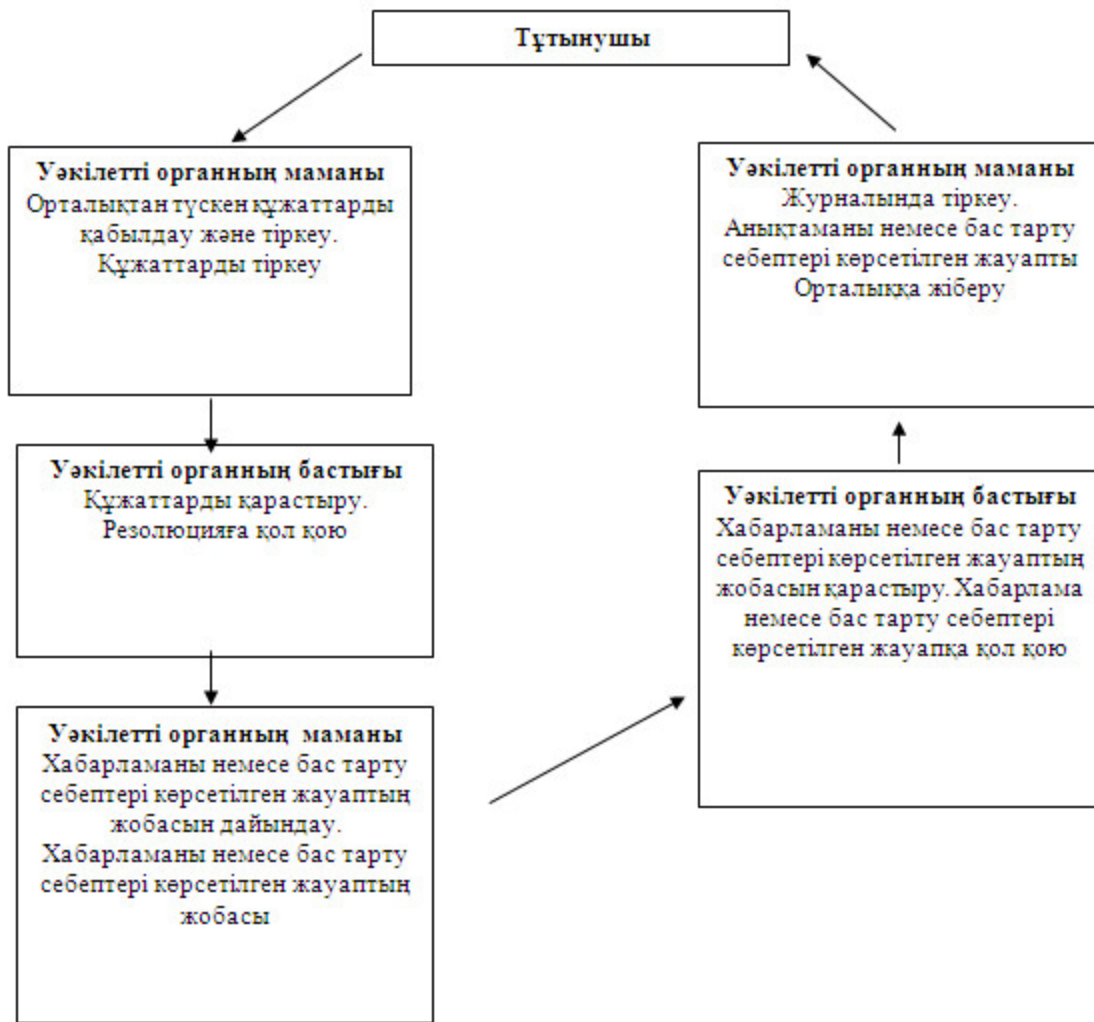 Тұтынушы
Уәкілетті органның маманы
Орталықтан түскен құжаттарды
қабылдау және тіркеу.
Құжаттарды тіркеу
Уәкілетті органның бастығы
Құжаттарды қарастыру.
Резолюцияға қол қою
Уәкілетті органның маманы
Хабарламаны немесе бас тарту
себептері көрсетілген жауаптың
жобасын дайындау.
Хабарламаны немесе бас тарту
себептері көрсетілген жауаптың
жобасы
Уәкілетті органның бастығы
Хабарламаны немесе бас тарту
себептері көрсетілген жауаптың
жобасын қарастыру. Хабарлама
немесе бас тарту себептері
көрсетілген жауапқа қол қою
Уәкілетті органның маманы
Журналында тіркеу.
Анықтаманы немесе бас тарту
себептері көрсетілген жауапты
Орталыққа жіберу